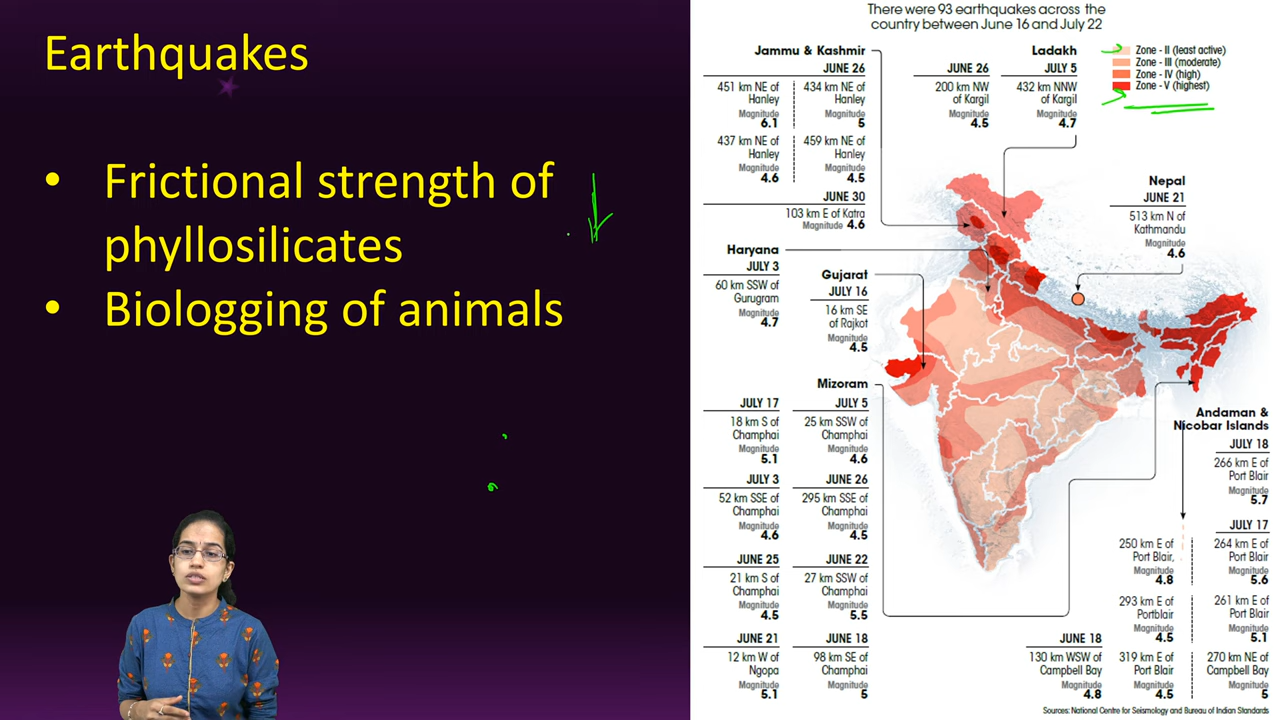 Earthquakes
• Frictional strength of
phyllosilicates
• Biologging of animals
There were 93 earthquakes across the
country between June 16 and July 22
Zone - II (least active)
Zone - III (moderate)
Zone - IV (high)
Zone - V (highest)
Jammu & Kashmir
JUNE 26
451 km NE of
Hanley
Magnitude
6.1
434 km NE of
Hanley
Magnitude
5
437 km NE of
Hanley
Magnitude
4.6
459 km NE of
Hanley
Magnitude
4.5
JUNE 30
103 km E of Katra
Magnitude 4.6
Ladakh
JUNE 26
200 km NW
of Kargil
Magnitude
4.5
JULY 5
432 km NNW
of Kargil
Magnitude
4.7
Nepal
JUNE 21
513 km N of
Kathmandu
Magnitude
4.6
Haryana
JULY 3
60 km SSW of
Gurugram
Magnitude
4.7
Gujarat
JULY 16
16 km SE
of Rajkot
Magnitude
4.5
Mizoram
JULY 17
18 km S of
Champhai
Magnitude
5.1
JULY 5
25 km SSW of
Champhai
Magnitude
4.6
JULY 3
52 km SSE of
Champhai
Magnitude
4.6
JUNE 26
295 km SSE of
Champhai
Magnitude
4.5
JUNE 25
21 km S of
Champhai
Magnitude
4.5
JUNE 22
27 km SSW of
Champhai
Magnitude
5.5
JUNE 21
12 km W of
Ngopa
Magnitude
5.1
JUNE 18
98 km SE of
Champhai
Magnitude
5
Andaman &
Nicobar Islands
JULY 18
266 km E of
Port Blair
Magnitude
5.7
JULY 17
250 km E of
Port Blair,
Magnitude
4.8
264 km E of
Port Blair
Magnitude
5.6
293 km E of
Portblair
Magnitude
4.5
261 km E of
Port Blair
Magnitude
5.1
JUNE 18
130 km WSW of
Campbell Bay
Magnitude
4.8
319 km E of
Port Blair
Magnitude
4.5
270 km NE of
Campbell Bay
Magnitude
5
Sources: National Centre for Seismology and Bureau of Indian Standards